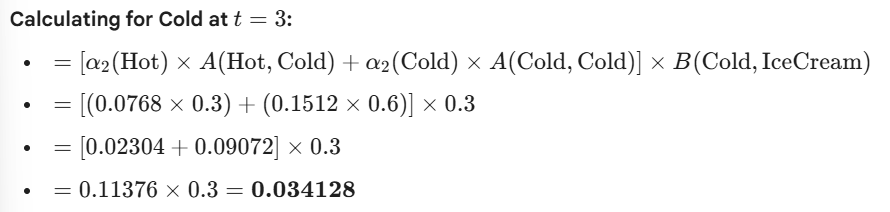 Calculating for Cold at t = 3:
• = [α₂(Hot) × A(Hot, Cold) + α₂(Cold) × A(Cold, Cold)] × B(Cold, IceCream)
• = [(0.0768 × 0.3) + (0.1512 × 0.6)] × 0.3
• = [0.02304 + 0.09072] × 0.3
• = 0.11376 × 0.3 = 0.034128